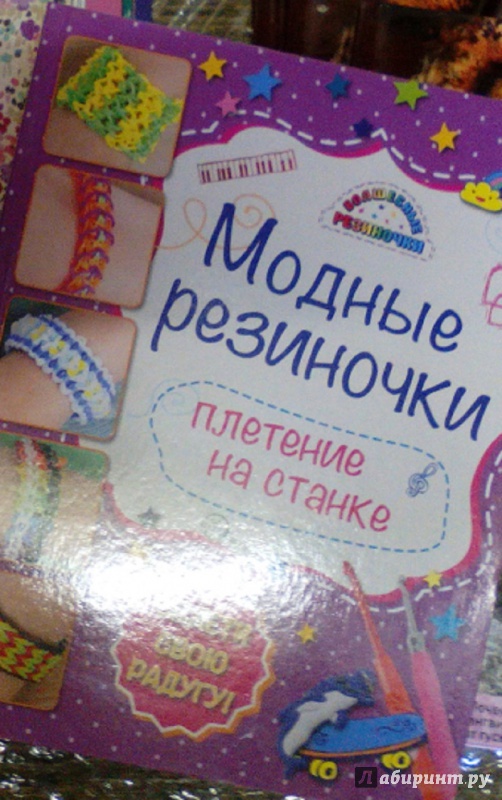 ВОЛШЕБНЫЕ
РЕЗИНОЧКИ
Модные
резиночки
плетение
на станке
СВОЮ
РАДУГУ!
Лабиринт.ру